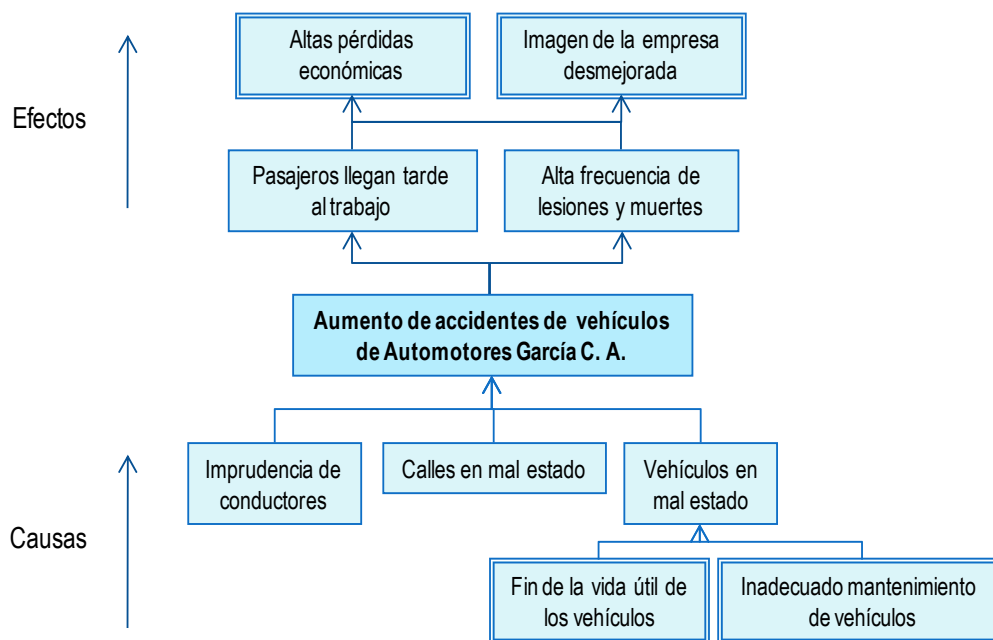 Altas pérdidas
económicas
Imagen de la empresa
desmejorada
Efectos
Pasajeros llegan tarde
al trabajo
Alta frecuencia de
lesiones y muertes
Aumento de accidentes de vehículos
de Automotores García C. A.
Imprudencia de
conductores
Calles en mal estado
Vehículos en
mal estado
Causas
Fin de la vida útil de
los vehículos
Inadecuado mantenimiento
de vehículos